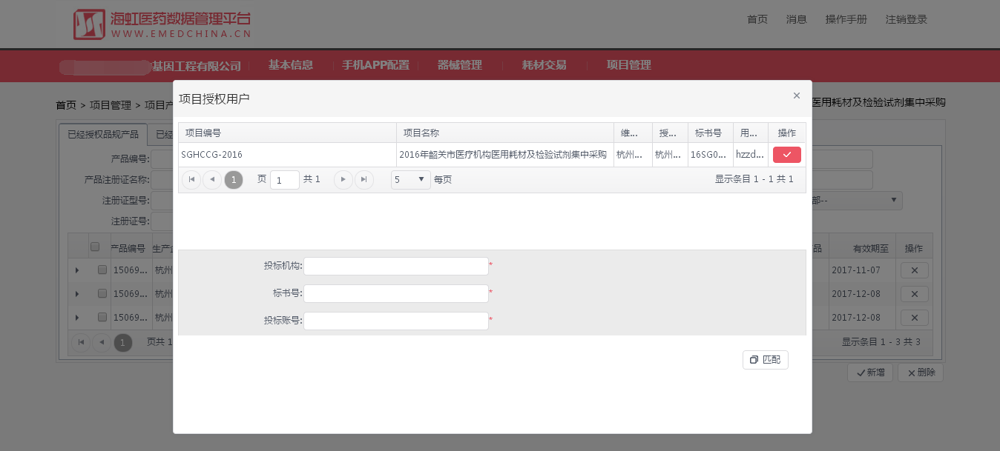 海虹医药数据管理平台
WWW.EMEDCHINA.CN
首页 消息 操作手册 注销登录
基因工程有限公司 基本信息 手机APP配置 器械管理 耗材交易 项目管理
首页 > 项目管理 > 项目产
医用耗材及检验试剂集中采购
项目授权用户 ×
已经授权品规产品 已经
产品编号:
产品注册证名称:
注册证型号:
部--
注册证号:
项目编号 项目名称 维... 授... 标书号 用... 操作
SGHCCG-2016 2016年韶关市医疗机构医用耗材及检验试剂集中采购 杭州... 杭州... 16SG0... hzzd...
1 页 1 共 1 5 每页 显示条目 1 - 1 共 1
产品编号 生产企
品 有效期至 操作
15069... 杭州 2017-11-07
15069... 杭州 2017-12-08
15069... 杭州 2017-12-08
1 页共 1 显示条目 1 - 3 共 3
投标机构: *
标书号: *
投标账号: *
匹配
新增 删除